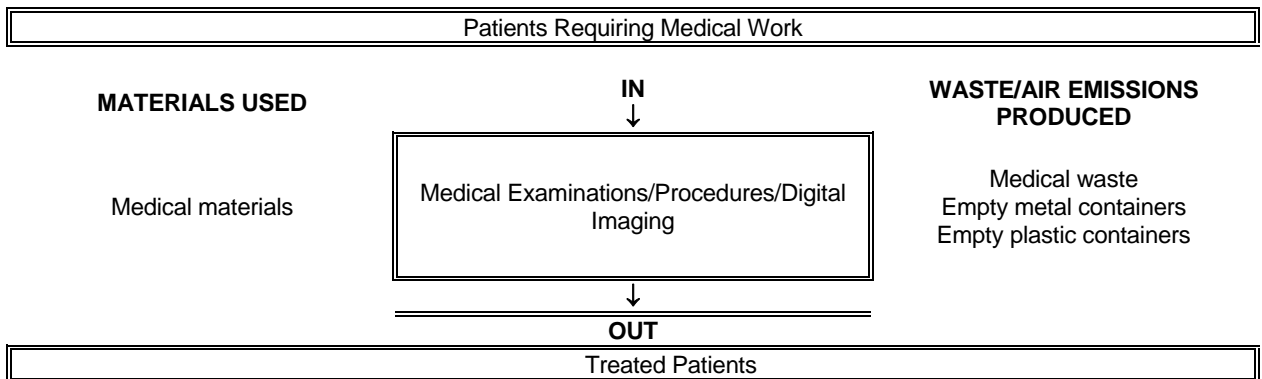 Patients Requiring Medical Work
MATERIALS USED
IN
↓
WASTE/AIR EMISSIONS
PRODUCED
Medical materials
Medical Examinations/Procedures/Digital
Imaging
Medical waste
Empty metal containers
Empty plastic containers
↓
OUT
Treated Patients